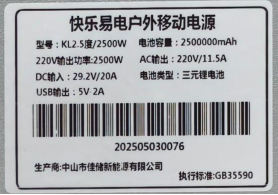 快乐易电户外移动电源
型号：KL2.5度/2500W 电池容量：2500000mAh
220V输出功率：2500W AC输出：220V/11.5A
DC输入：29.2V/20A 电池类型：三元锂电池
USB输出：5V 2A
202505030076
生产商：中山市佳储新能源有限公司
执行标准：GB35590